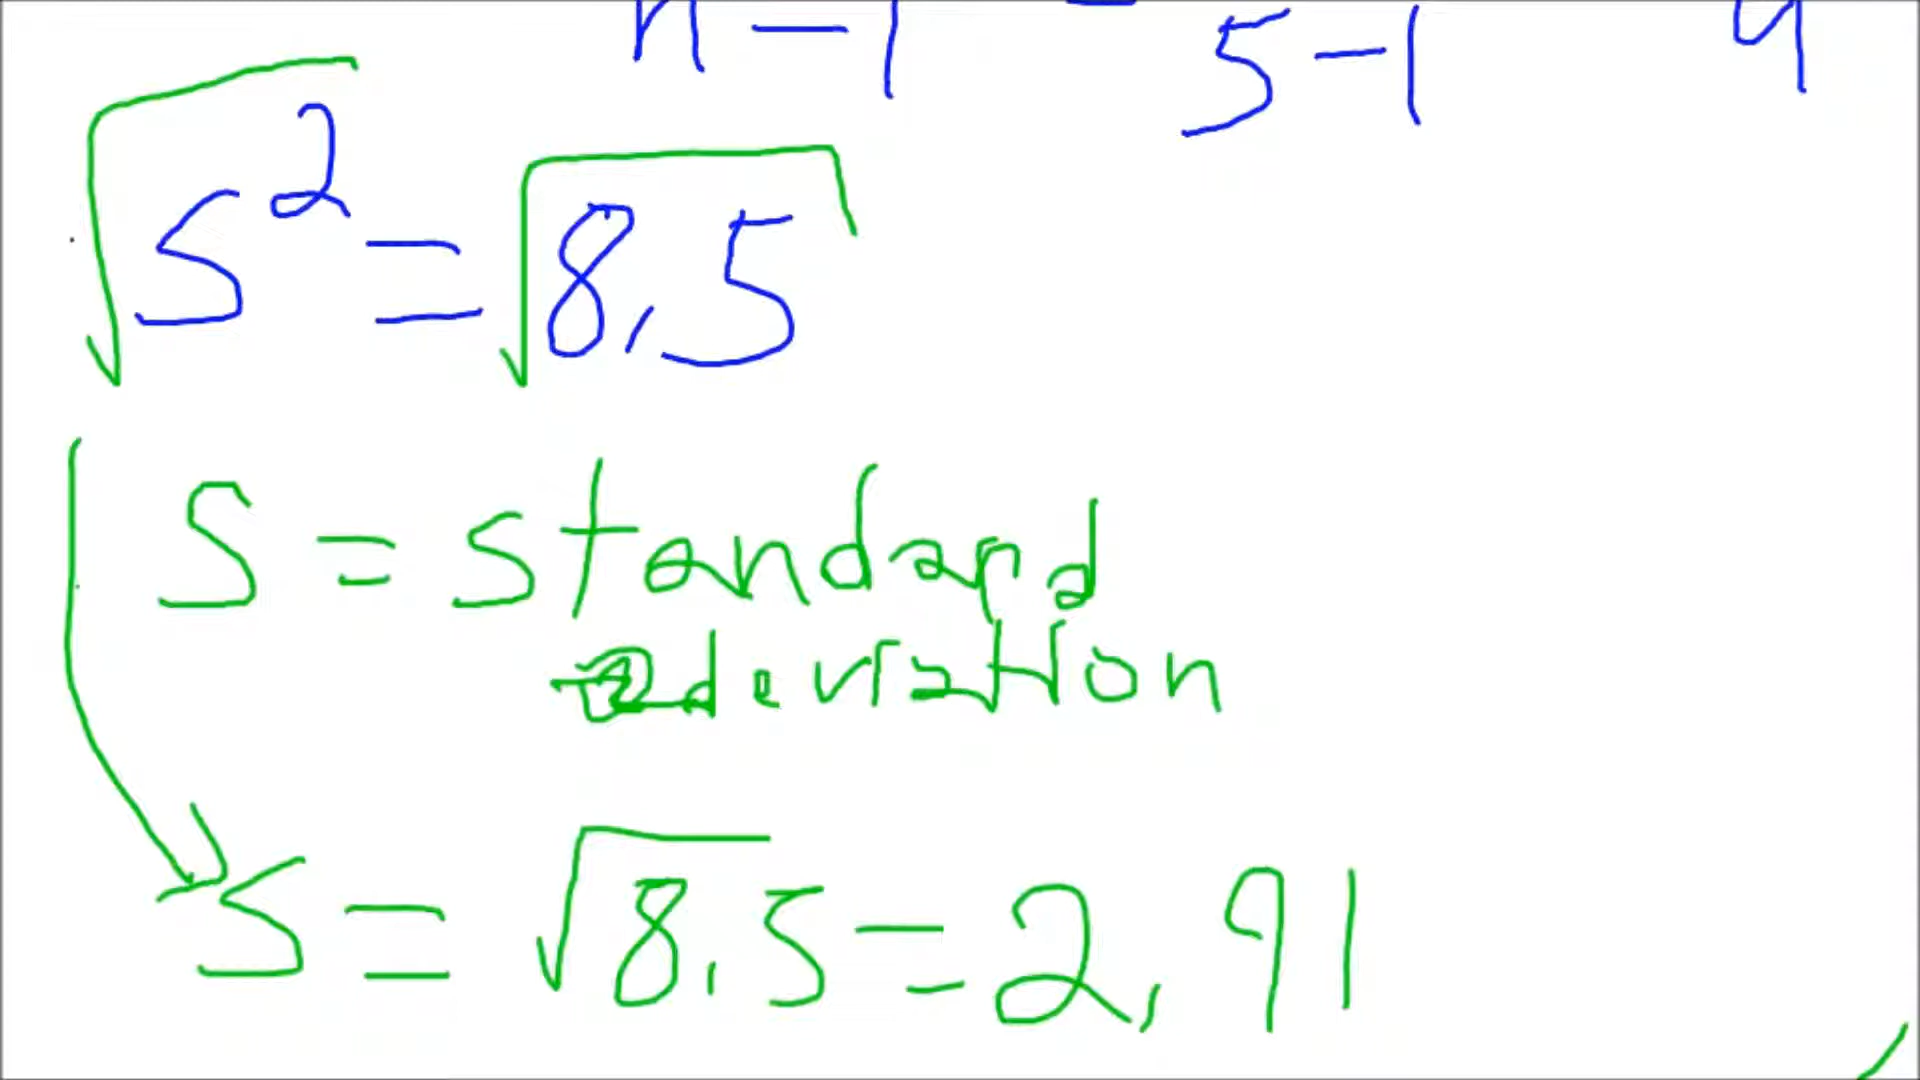 n-1 = 5-1 4
√s² = √8.5
S = standard
deviation
S = √8.5 = 2.91